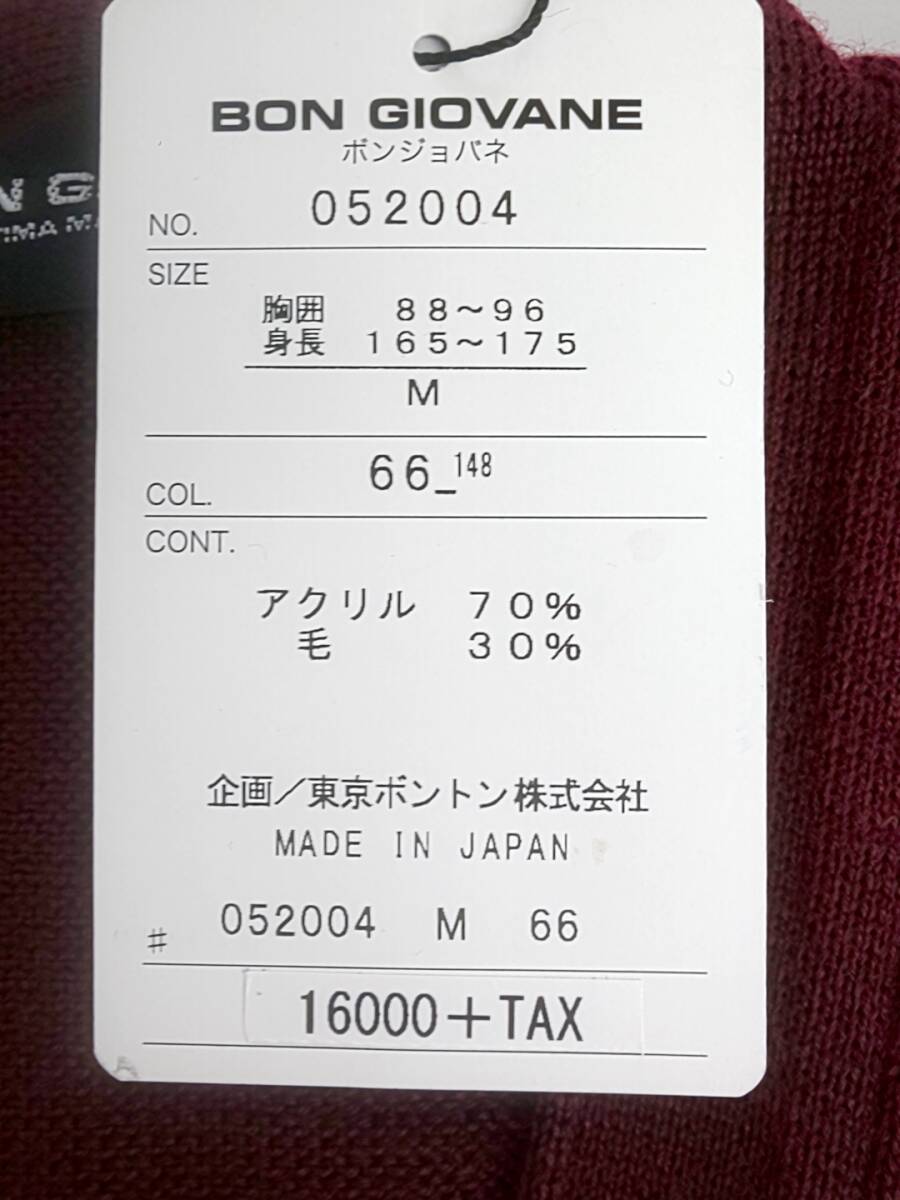 BON GIOVANE
ボンジョバネ
NO. 052004
SIZE
胸囲 88〜96
身長 165〜175
M
COL. 66_148
CONT.
アクリル 70%
毛 30%
企画/東京ボントン株式会社
MADE IN JAPAN
# 052004 M 66
16000+TAX
N G